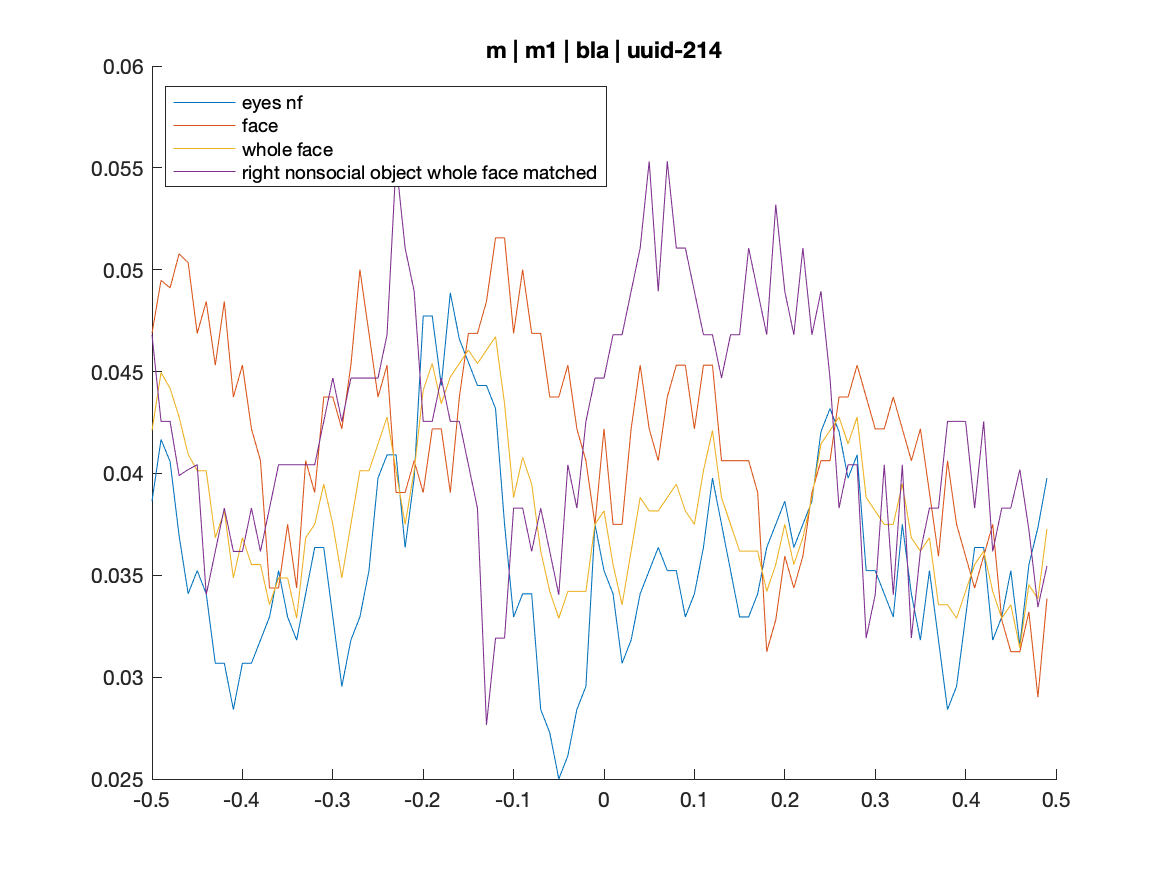 m | m1 | bla | uuid-214
0.06
eyes nf
face
whole face
right nonsocial object whole face matched
0.055
0.05
0.045
0.04
0.035
0.03
0.025
-0.5 -0.4 -0.3 -0.2 -0.1 0 0.1 0.2 0.3 0.4 0.5